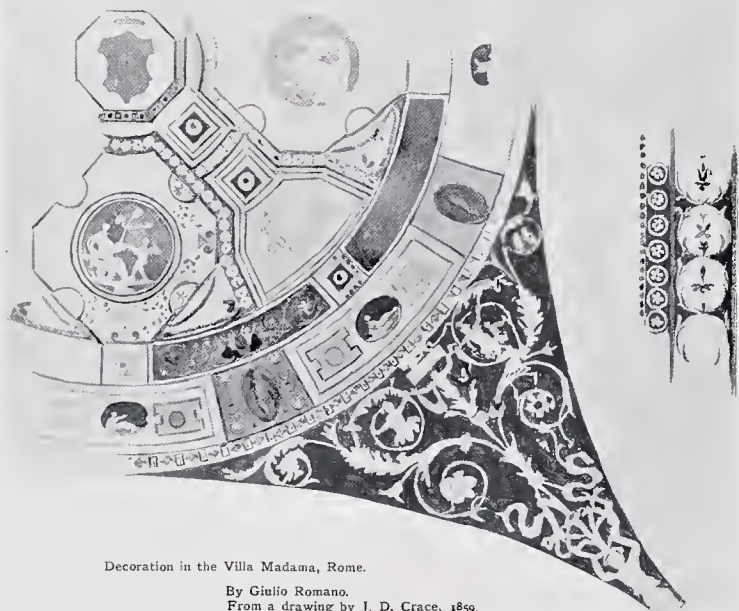 Decoration in the Villa Madama, Rome.
By Giulio Romano.
From a drawing by J. D. Crace, 1859.